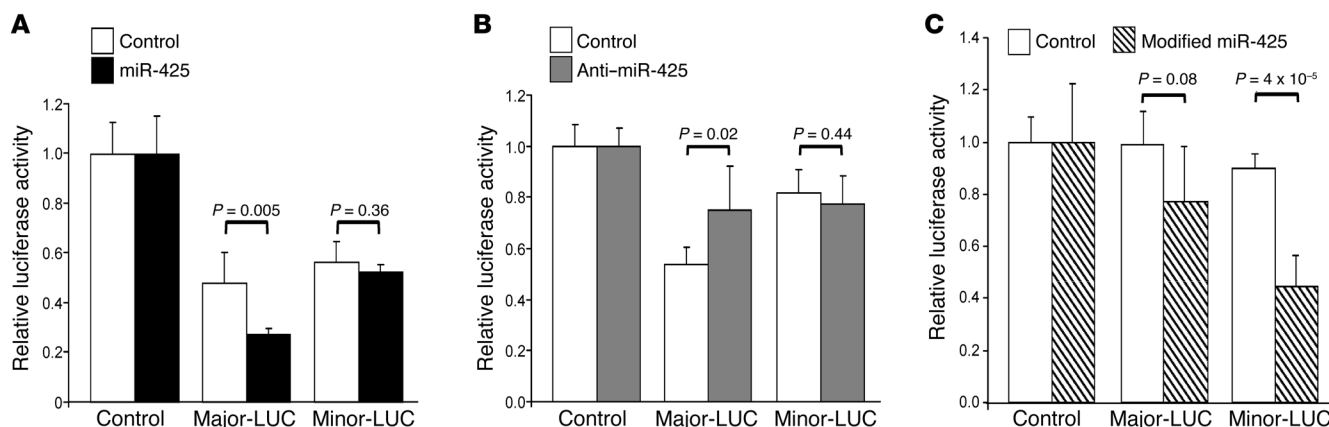 A
Control
miR-425
Relative luciferase activity
1.2
1.0
0.8
0.6
0.4
0.2
0
P = 0.005
P = 0.36
Control
Major-LUC
Minor-LUC
B
Control
Anti–miR-425
Relative luciferase activity
1.2
1.0
0.8
0.6
0.4
0.2
0.0
P = 0.02
P = 0.44
Control
Major-LUC
Minor-LUC
C
Control
Modified miR-425
Relative luciferase activity
1.4
1.2
1.0
0.8
0.6
0.4
0.2
0.0
P = 0.08
P = 4 x 10⁻⁵
Control
Major-LUC
Minor-LUC